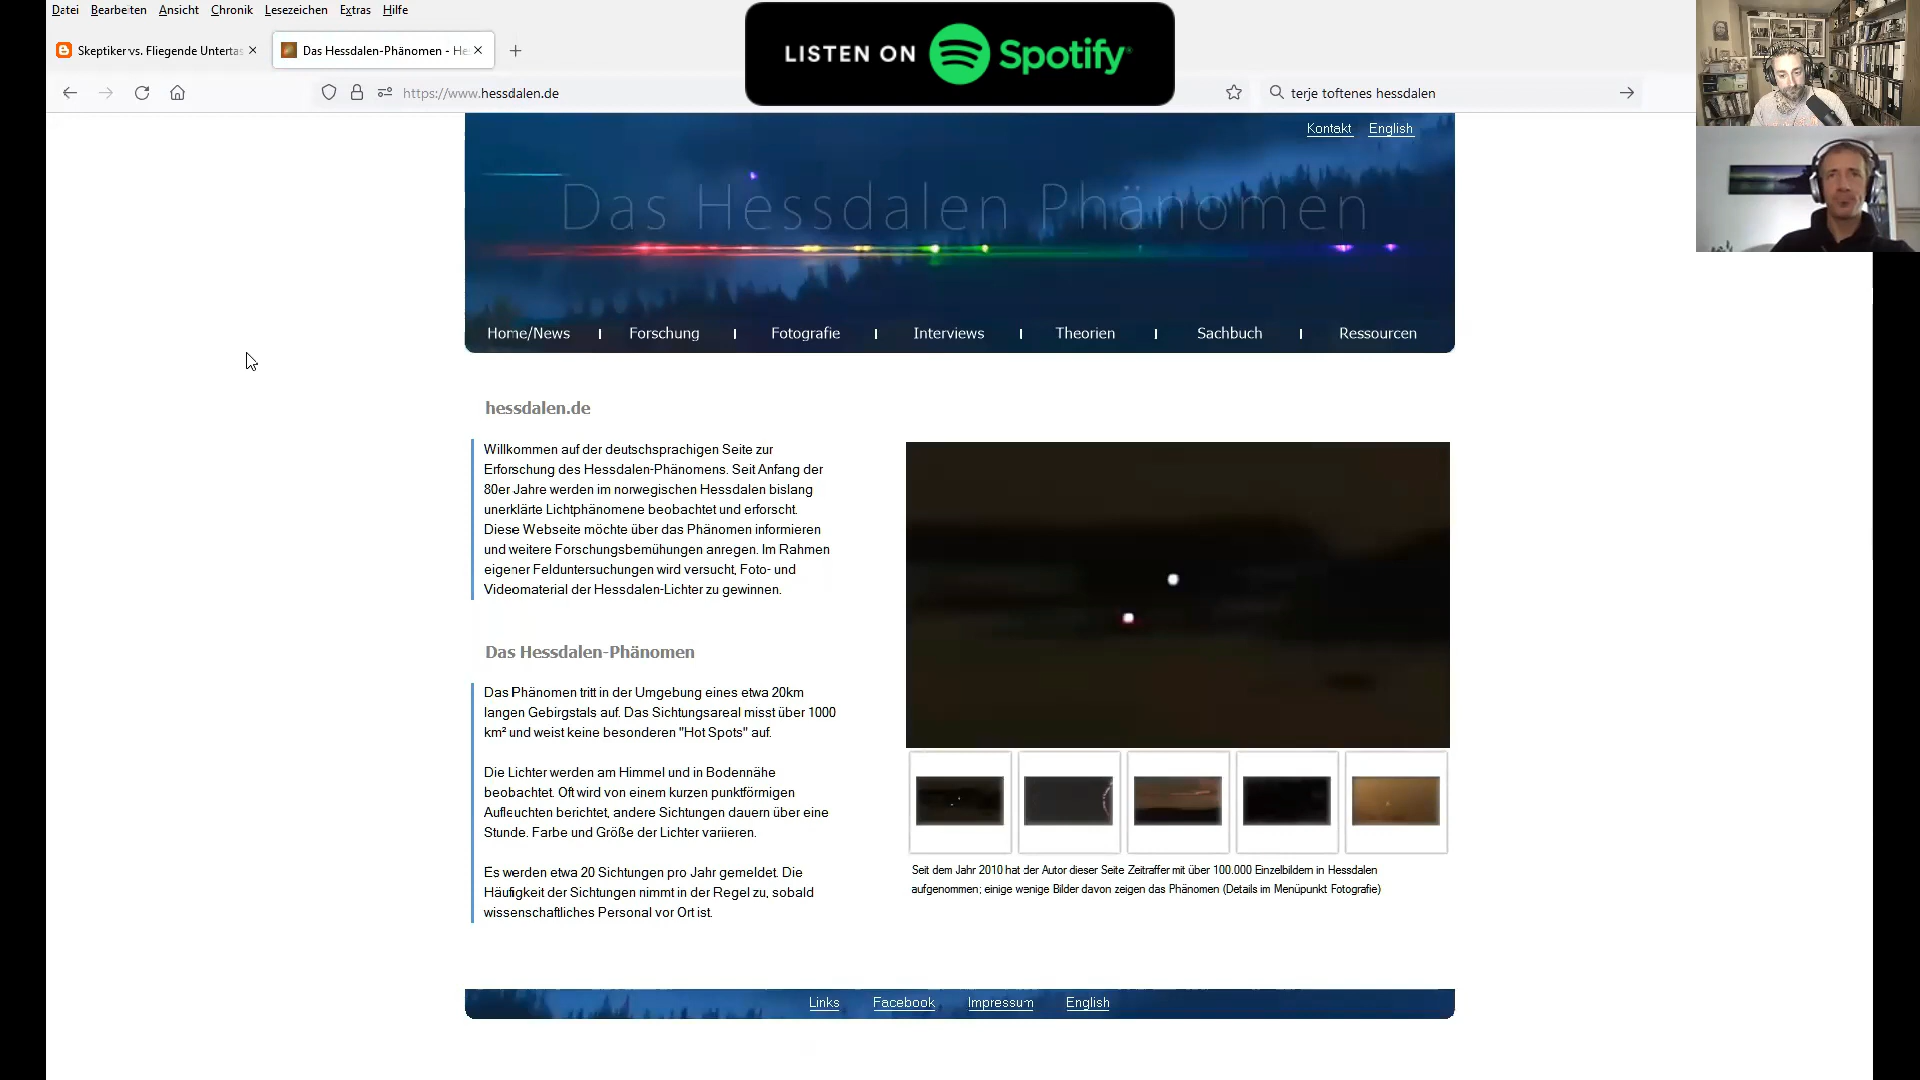 Datei Bearbeiten Ansicht Chronik Lesezeichen Extras Hilfe
Skeptiker vs. Fliegende Unterta
Das Hessdalen-Phänomen - He
LISTEN ON Spotify
https://www.hessdalen.de
terje toftenes hessdalen
Kontakt English
Das Hessdalen Phänomen
Home/News Forschung Fotografie Interviews Theorien Sachbuch Ressourcen
hessdalen.de
Willkommen auf der deutschsprachigen Seite zur
Erforschung des Hessdalen-Phänomens. Seit Anfang der
80er Jahre werden im norwegischen Hessdalen bislang
unerklärte Lichtphänomene beobachtet und erforscht.
Diese Webseite möchte über das Phänomen informieren
und weitere Forschungsbemühungen anregen. Im Rahmen
eigener Felduntersuchungen wird versucht, Foto- und
Videomaterial der Hessdalen-Lichter zu gewinnen.
Das Hessdalen-Phänomen
Das Phänomen tritt in der Umgebung eines etwa 20km
langen Gebirgstals auf. Das Sichtungsareal misst über 1000
km² und weist keine besonderen "Hot Spots" auf.
Die Lichter werden am Himmel und in Bodennähe
beobachtet. Oft wird von einem kurzen punktförmigen
Aufleuchten berichtet, andere Sichtungen dauern über eine
Stunde. Farbe und Größe der Lichter variieren.
Es werden etwa 20 Sichtungen pro Jahr gemeldet. Die
Häufigkeit der Sichtungen nimmt in der Regel zu, sobald
wissenschaftliches Personal vor Ort ist.
Seit dem Jahr 2010 hat der Autor dieser Seite Zeitraffer mit über 100.000 Einzelbildern in Hessdalen
aufgenommen; einige wenige Bilder davon zeigen das Phänomen (Details im Menüpunkt Fotografie)
Links Facebook Impressum English